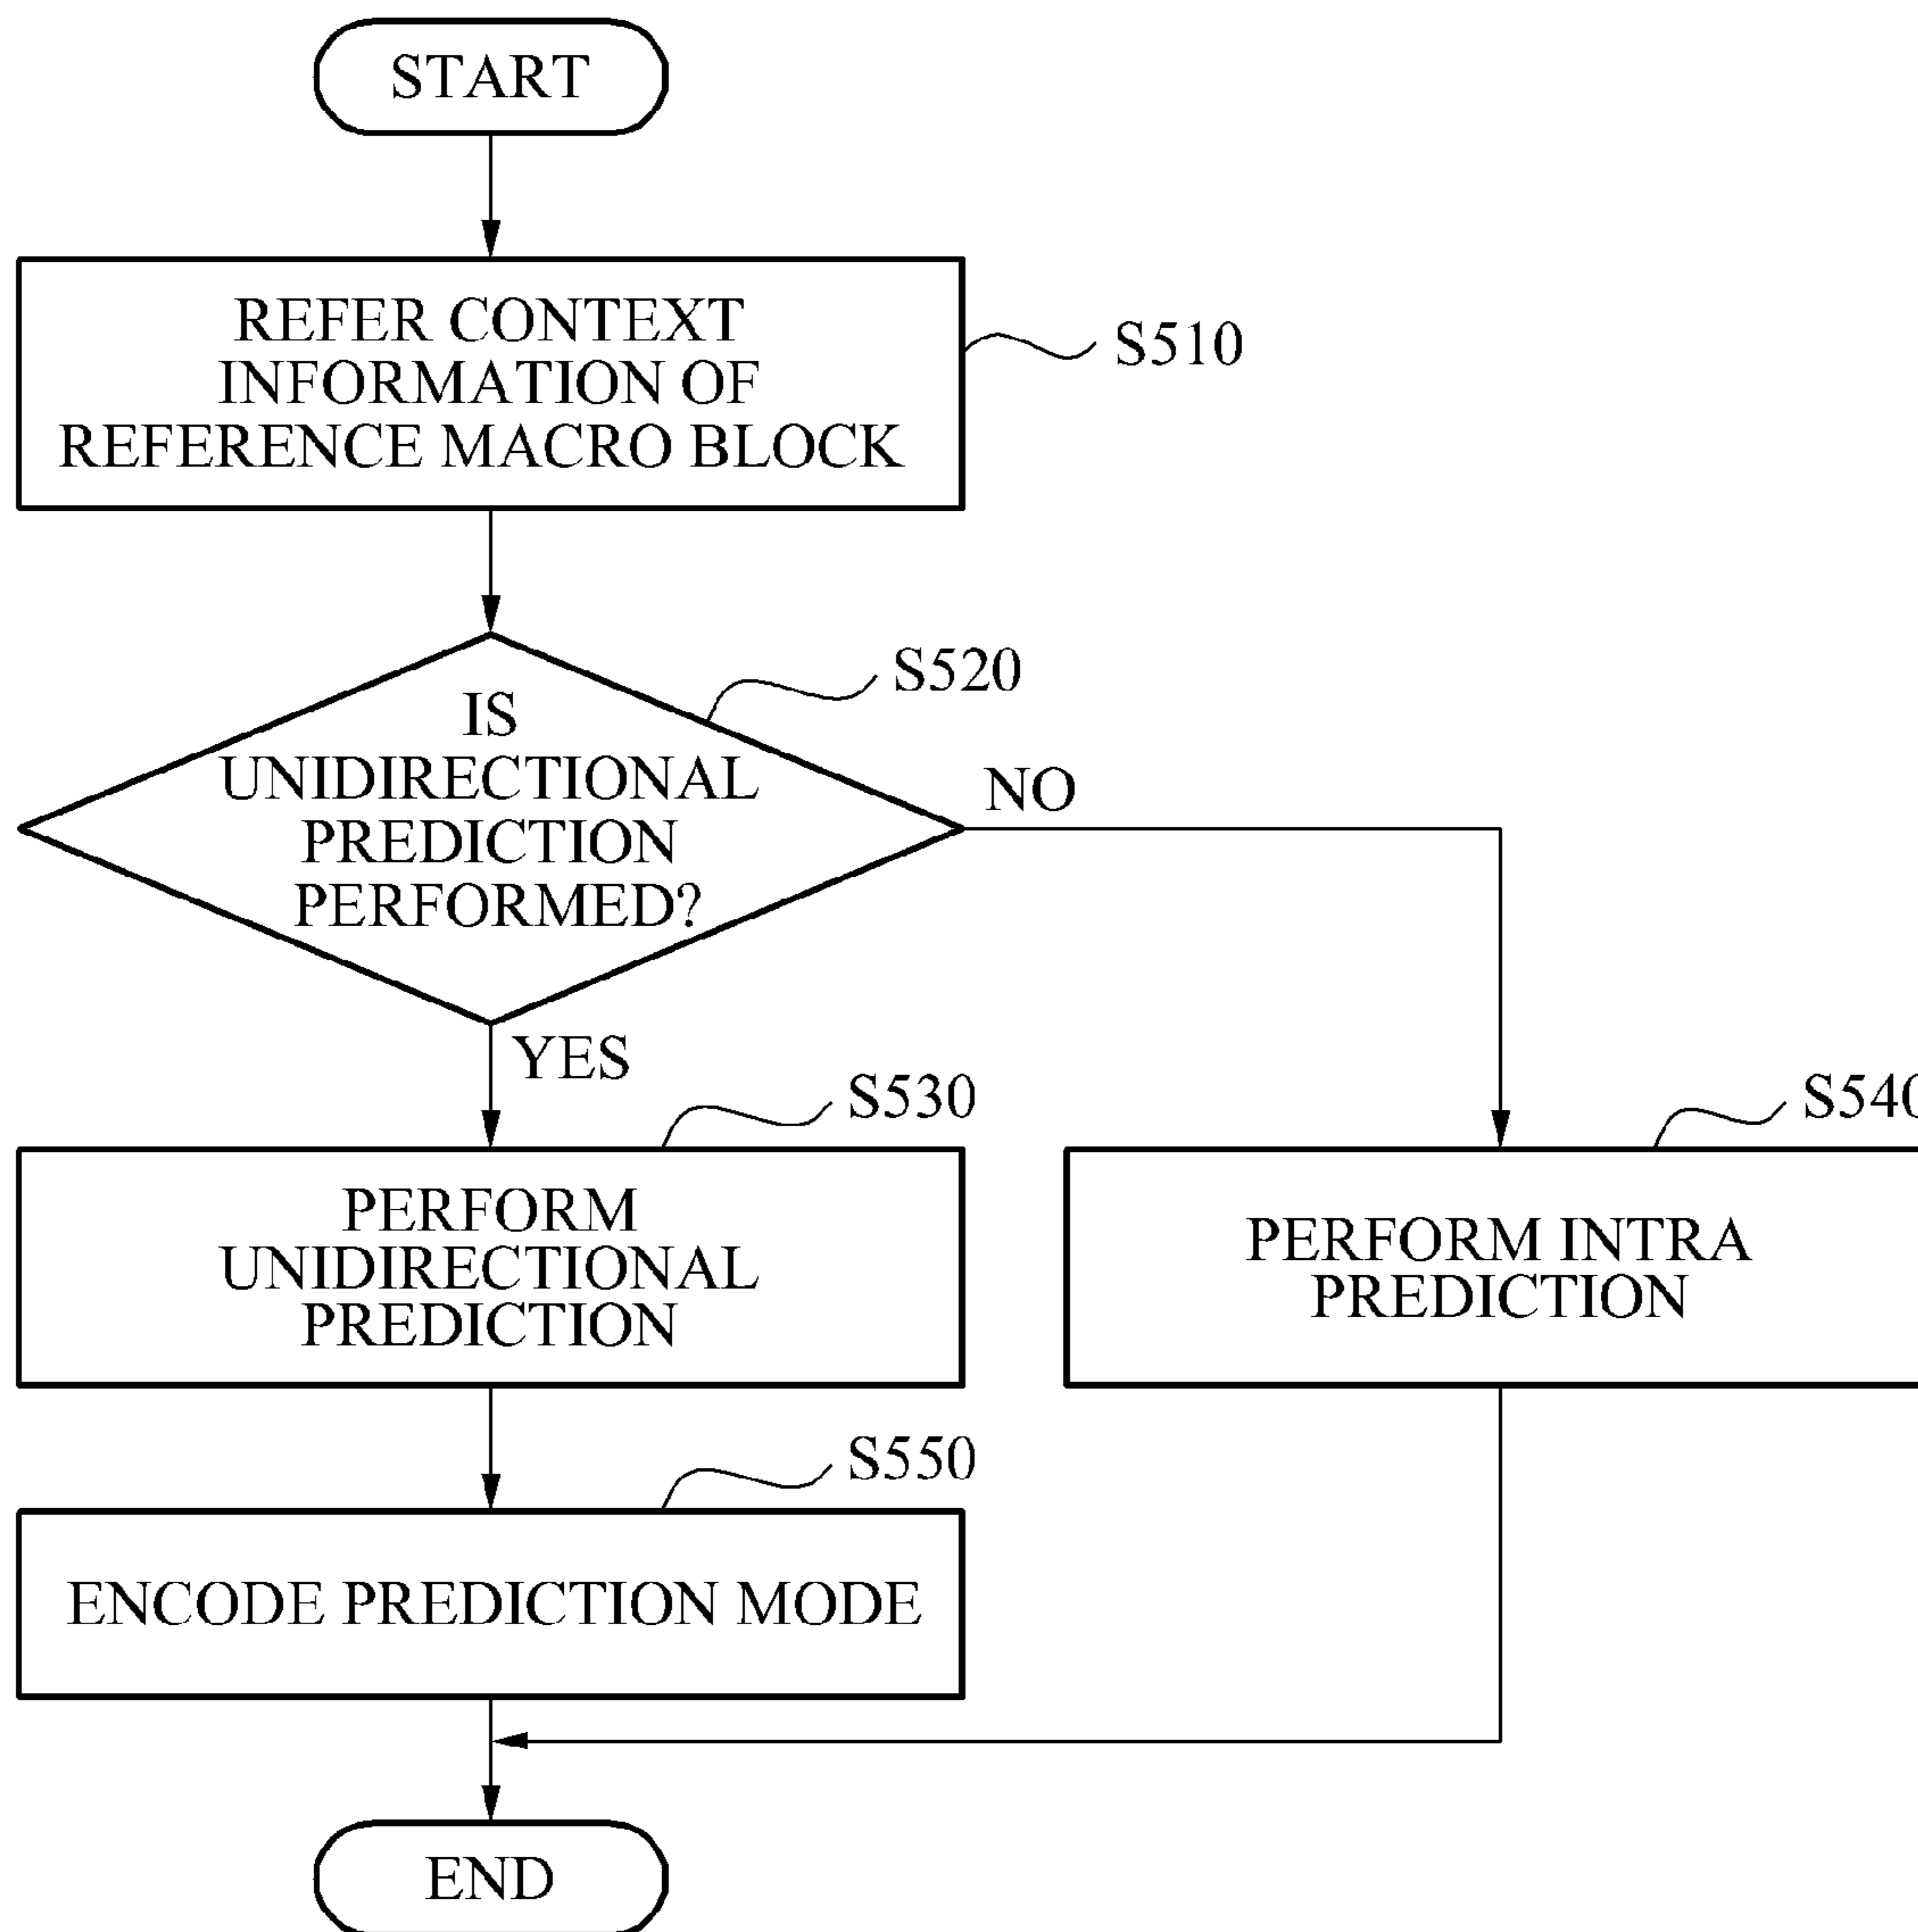 START
REFER CONTEXT
INFORMATION OF
REFERENCE MACRO BLOCK
S510
S520
IS
UNIDIRECTIONAL
PREDICTION
PERFORMED?
NO
YES
S530
S540
PERFORM
UNIDIRECTIONAL
PREDICTION
PERFORM INTRA
PREDICTION
S550
ENCODE PREDICTION MODE
END